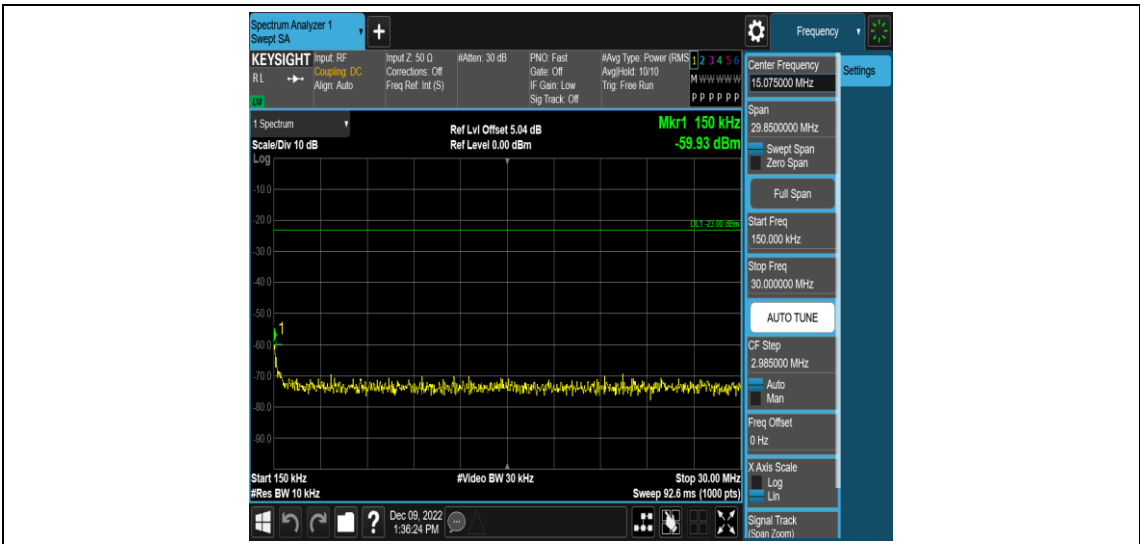 Spectrum Analyzer 1
Swept SA
+
Frequency
KEYSIGHT
RL
LNI
Input: RF
Coupling: DC
Align: Auto
Input Z: 50 Ω
Corrections: Off
Freq Ref: Int (S)
#Atten: 30 dB
PNO: Fast
Gate: Off
IF Gain: Low
Sig Track: Off
#Avg Type: Power (RMS
Avg|Hold: 10/10
Trig: Free Run
1 2 3 4 5 6
M W W W W W
P P P P P P
1 Spectrum
Scale/Div 10 dB
Log
Ref Lvl Offset 5.04 dB
Ref Level 0.00 dBm
Mkr1 150 kHz
-59.93 dBm
-10.0
-20.0
DL1 -23.00 dBm
-30.0
-40.0
-50.0
1
-60.0
-70.0
-80.0
-90.0
Start 150 kHz
#Video BW 30 kHz
Stop 30.00 MHz
#Res BW 10 kHz
Sweep 92.6 ms (1000 pts)
?
Dec 09, 2022
1:36:24 PM
Center Frequency
15.075000 MHz
Settings
Span
29.8500000 MHz
Swept Span
Zero Span
Full Span
Start Freq
150.000 kHz
Stop Freq
30.000000 MHz
AUTO TUNE
CF Step
2.985000 MHz
Auto
Man
Freq Offset
0 Hz
X Axis Scale
Log
Lin
Signal Track
(Span Zoom)